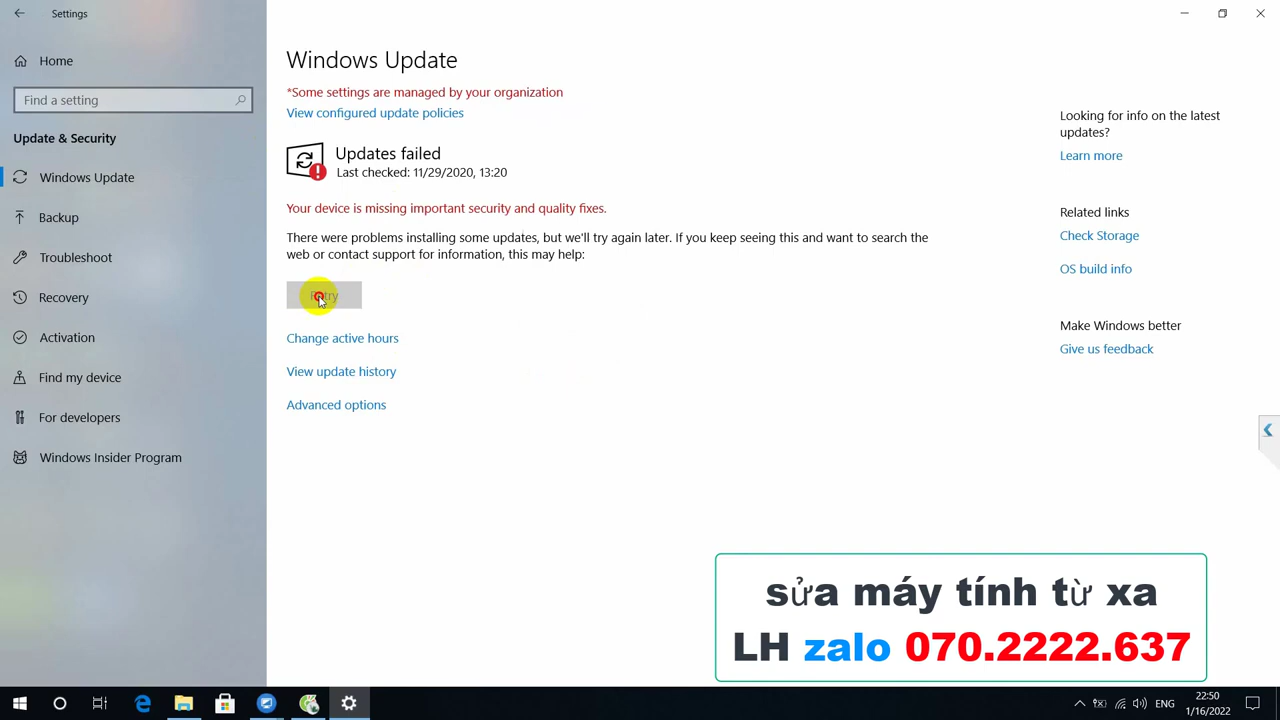 Settings
Home
Find a setting
Update & Security
Windows Update
Backup
Troubleshoot
Recovery
Activation
Find my device
For developers
Windows Insider Program
Windows Update
*Some settings are managed by your organization
View configured update policies
Updates failed
Last checked: 11/29/2020, 13:20
Your device is missing important security and quality fixes.
There were problems installing some updates, but we'll try again later. If you keep seeing this and want to search the
web or contact support for information, this may help:
Retry
Change active hours
View update history
Advanced options
Looking for info on the latest
updates?
Learn more
Related links
Check Storage
OS build info
Make Windows better
Give us feedback
sửa máy tính từ xa
LH zalo 070.2222.637
ENG
22:50
1/16/2022